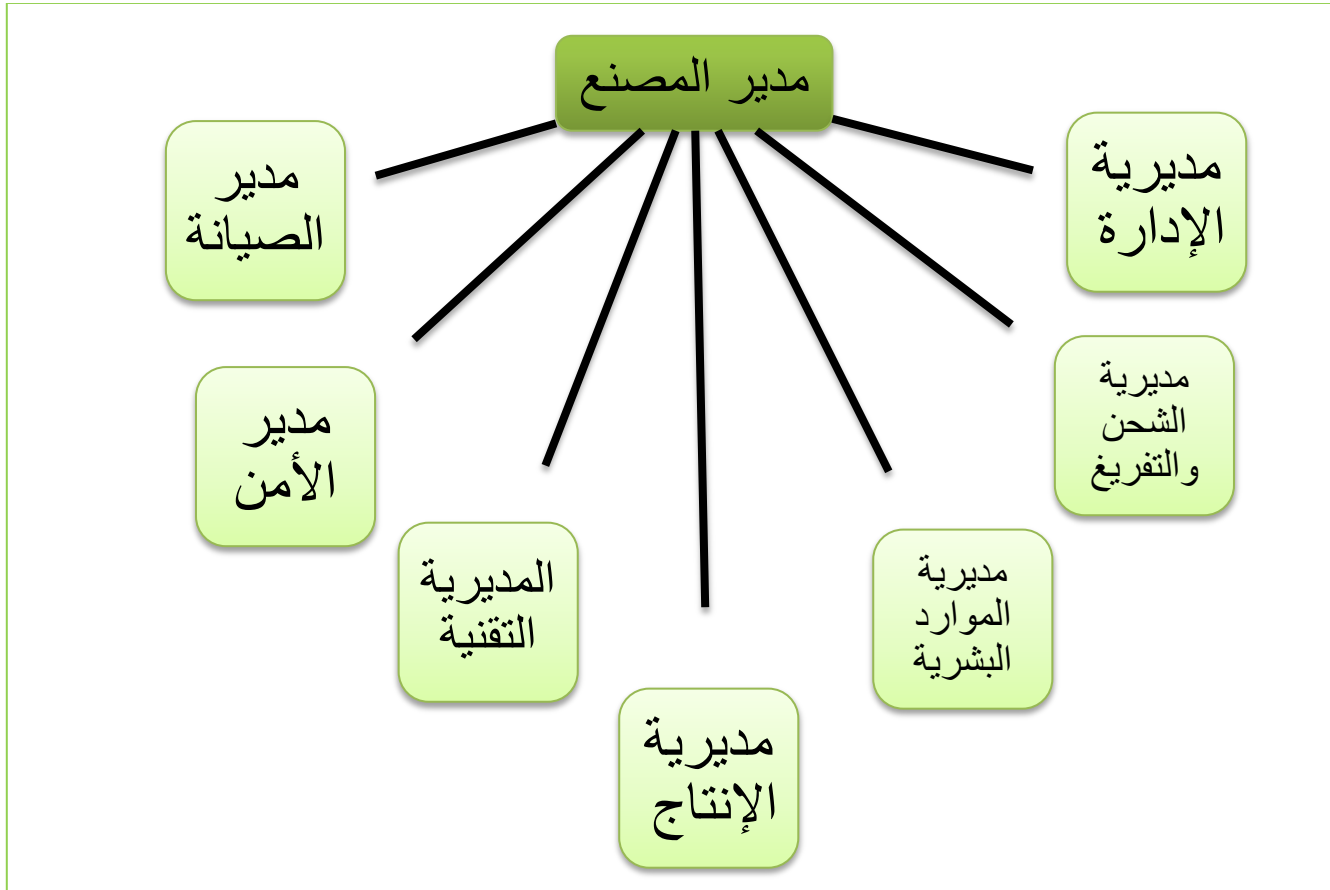 مدير المصنع
مديرية
الإدارة
مديرية
الشحن
والتفريغ
مديرية
الموارد
البشرية
مديرية
الإنتاج
المديرية
التقنية
مدير
الأمن
مدير
الصيانة